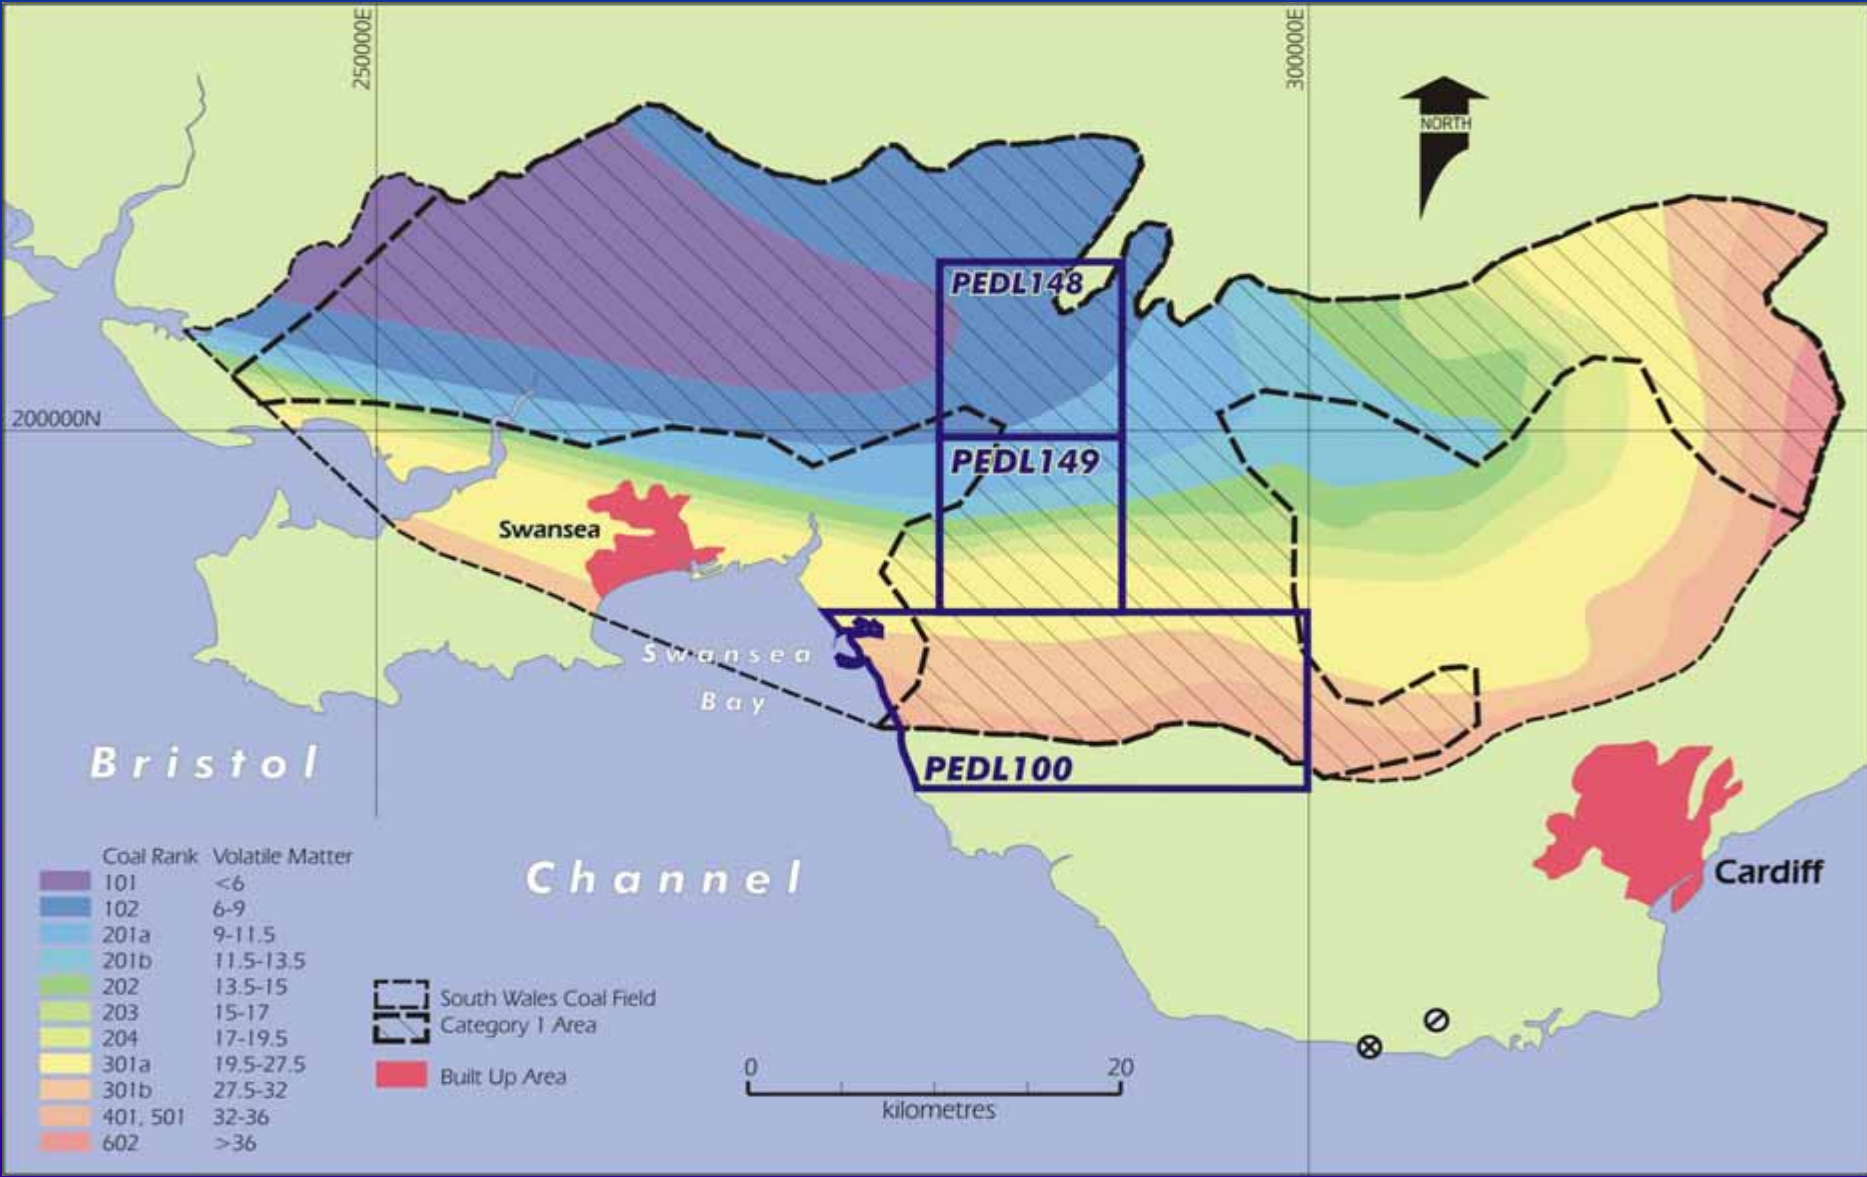 250000E
300000E
NORTH
PEDL148
200000N
PEDL149
Swansea
Swansea
Bay
PEDL100
Bristol
Channel
Cardiff
Coal Rank Volatile Matter
101 <6
102 6-9
201a 9-11.5
201b 11.5-13.5
202 13.5-15
203 15-17
204 17-19.5
301a 19.5-27.5
301b 27.5-32
401, 501 32-36
602 >36
South Wales Coal Field
Category 1 Area
Built Up Area
0 20
kilometres